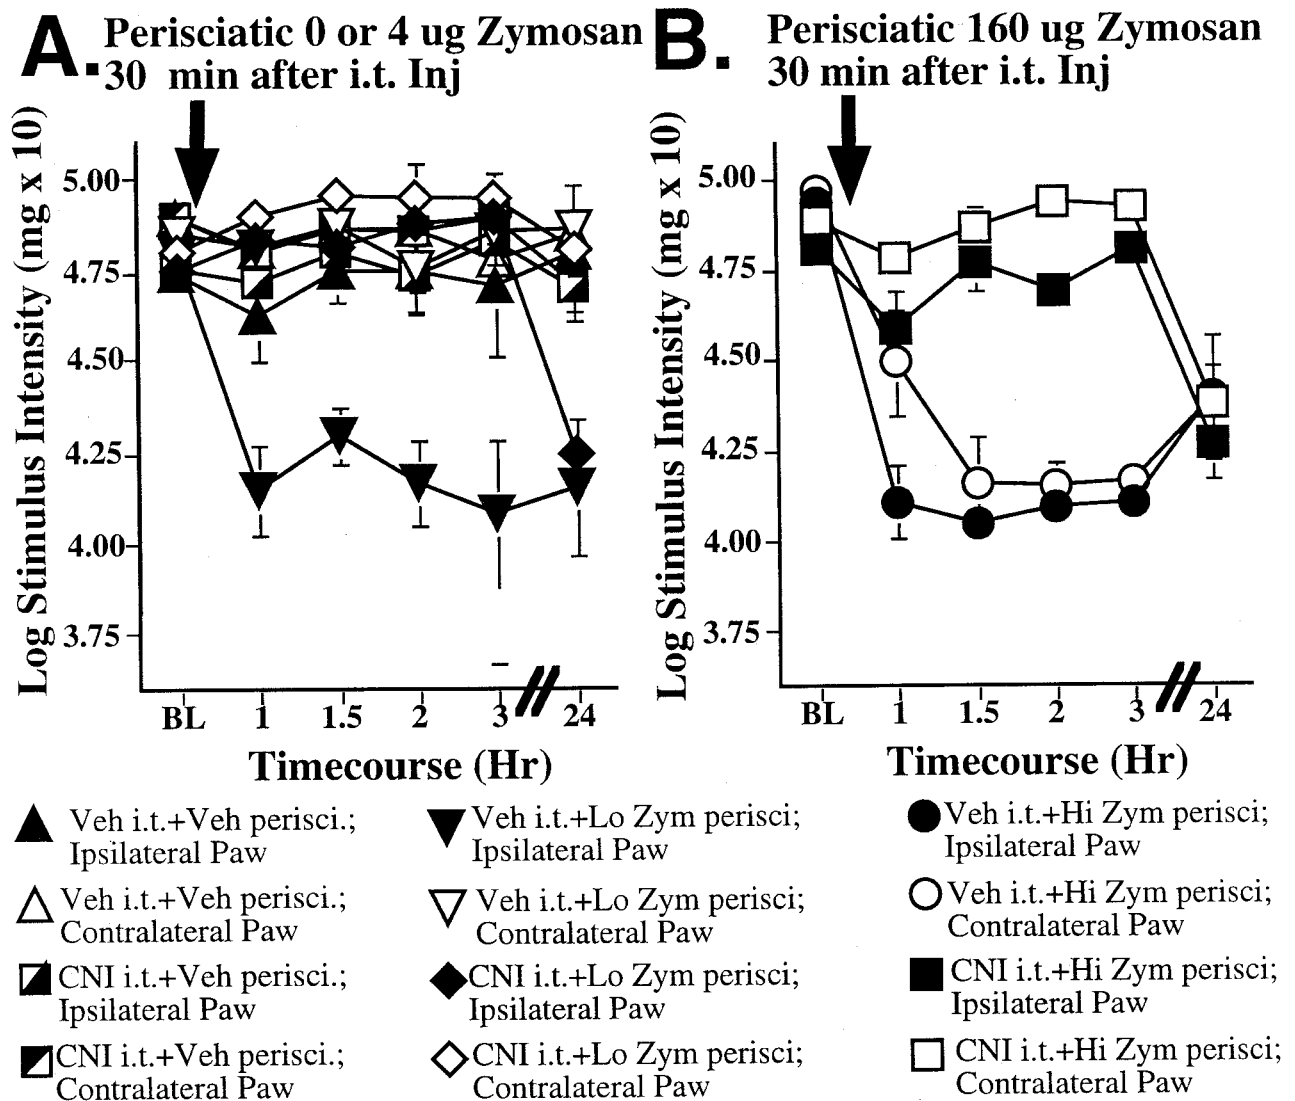 A. Perisciatic 0 or 4 ug Zymosan
30 min after i.t. Inj
Log Stimulus Intensity (mg x 10)
5.00
4.75
4.50
4.25
4.00
3.75
BL 1 1.5 2 3 24
Timecourse (Hr)
B. Perisciatic 160 ug Zymosan
30 min after i.t. Inj
Log Stimulus Intensity (mg x 10)
5.00
4.75
4.50
4.25
4.00
3.75
BL 1 1.5 2 3 24
Timecourse (Hr)
Veh i.t.+Veh perisci.;
Ipsilateral Paw
Veh i.t.+Veh perisci.;
Contralateral Paw
CNI i.t.+Veh perisci.;
Ipsilateral Paw
CNI i.t.+Veh perisci.;
Contralateral Paw
Veh i.t.+Lo Zym perisci;
Ipsilateral Paw
Veh i.t.+Lo Zym perisci;
Contralateral Paw
CNI i.t.+Lo Zym perisci;
Ipsilateral Paw
CNI i.t.+Lo Zym perisci;
Contralateral Paw
Veh i.t.+Hi Zym perisci;
Ipsilateral Paw
Veh i.t.+Hi Zym perisci;
Contralateral Paw
CNI i.t.+Hi Zym perisci;
Ipsilateral Paw
CNI i.t.+Hi Zym perisci;
Contralateral Paw